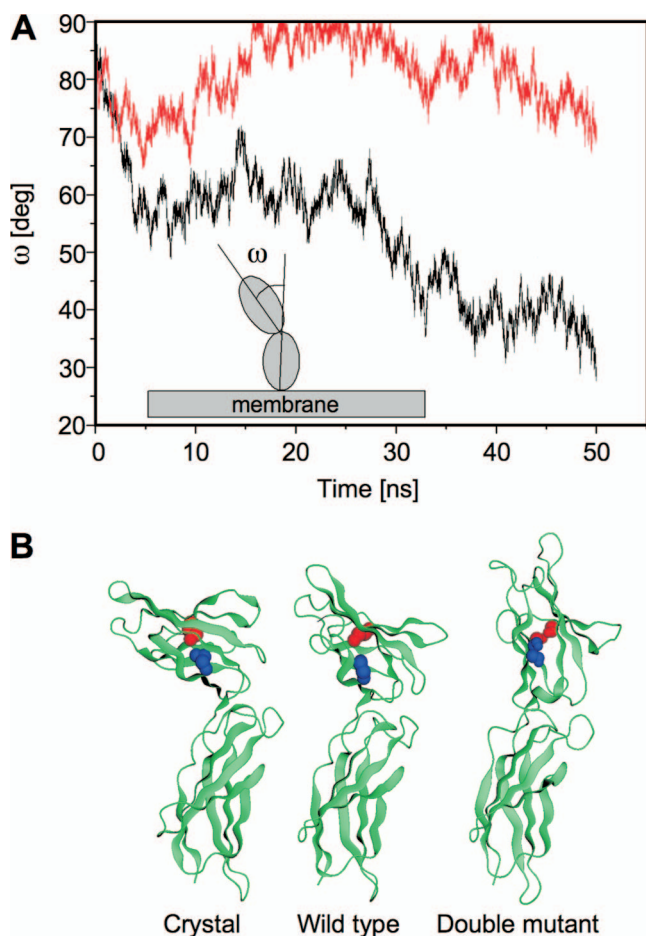 A
90
80
70
60
50
40
30
20
ω [deg]
ω
membrane
0 10 20 30 40 50
Time [ns]
B
Crystal Wild type Double mutant